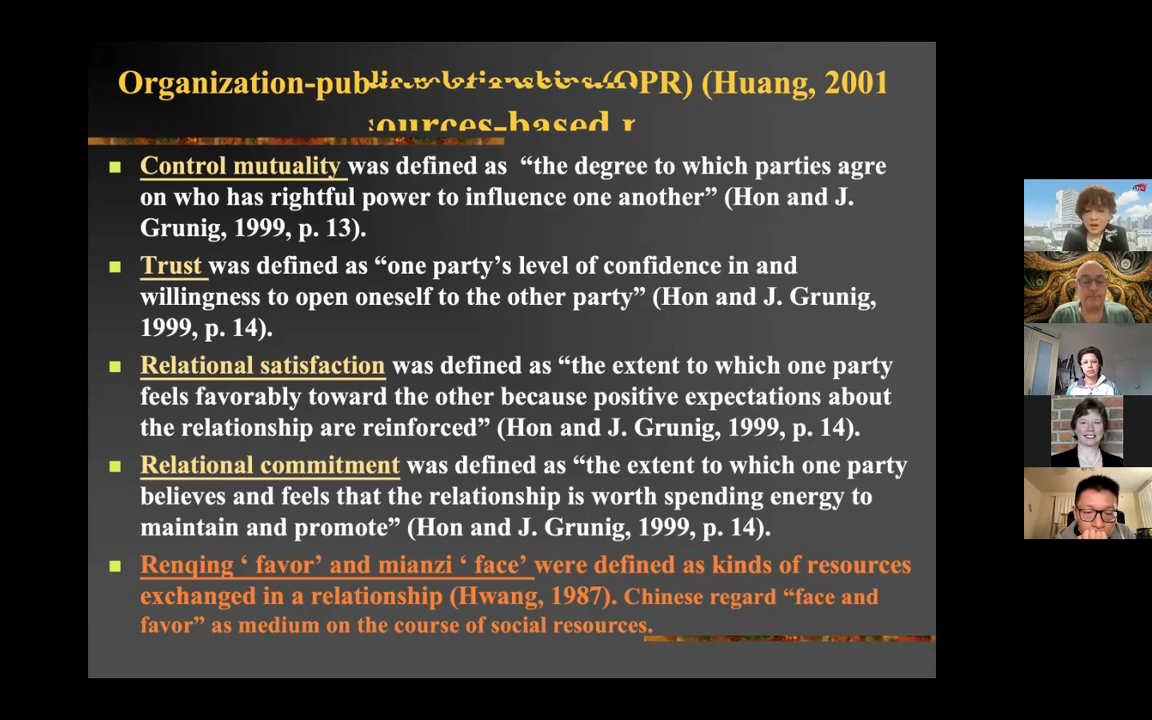 Organization-public relationships (OPR) (Huang, 2001
ources-based r
Control mutuality was defined as “the degree to which parties agre
on who has rightful power to influence one another” (Hon and J.
Grunig, 1999, p. 13).
Trust was defined as “one party’s level of confidence in and
willingness to open oneself to the other party” (Hon and J. Grunig,
1999, p. 14).
Relational satisfaction was defined as “the extent to which one party
feels favorably toward the other because positive expectations about
the relationship are reinforced” (Hon and J. Grunig, 1999, p. 14).
Relational commitment was defined as “the extent to which one party
believes and feels that the relationship is worth spending energy to
maintain and promote” (Hon and J. Grunig, 1999, p. 14).
Renqing ‘ favor’ and mianzi ‘ face’ were defined as kinds of resources
exchanged in a relationship (Hwang, 1987). Chinese regard “face and
favor” as medium on the course of social resources.